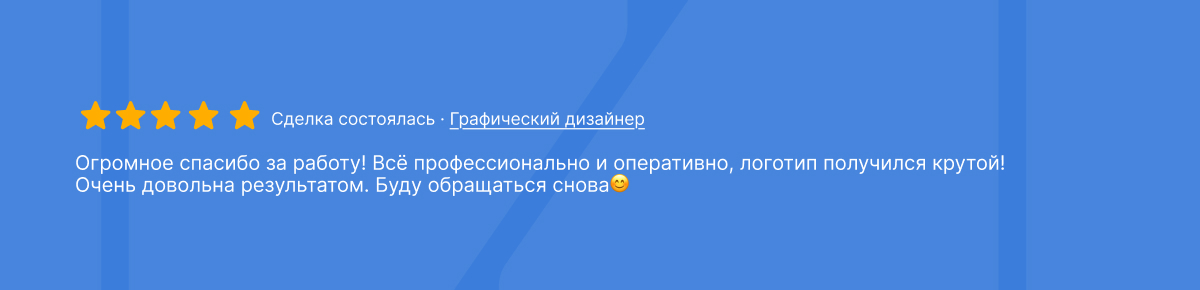 Сделка состоялась · Графический дизайнер
Огромное спасибо за работу! Всё профессионально и оперативно, логотип получился крутой!
Очень довольна результатом. Буду обращаться снова😊